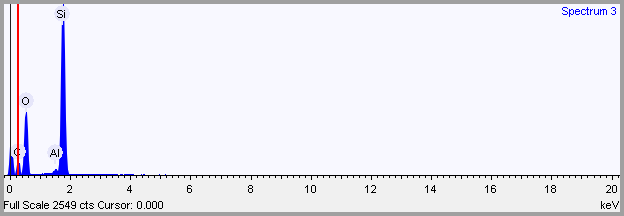 Spectrum 3
Si
O
C
Al
0 2 4 6 8 10 12 14 16 18 20
Full Scale 2549 cts Cursor: 0.000 keV